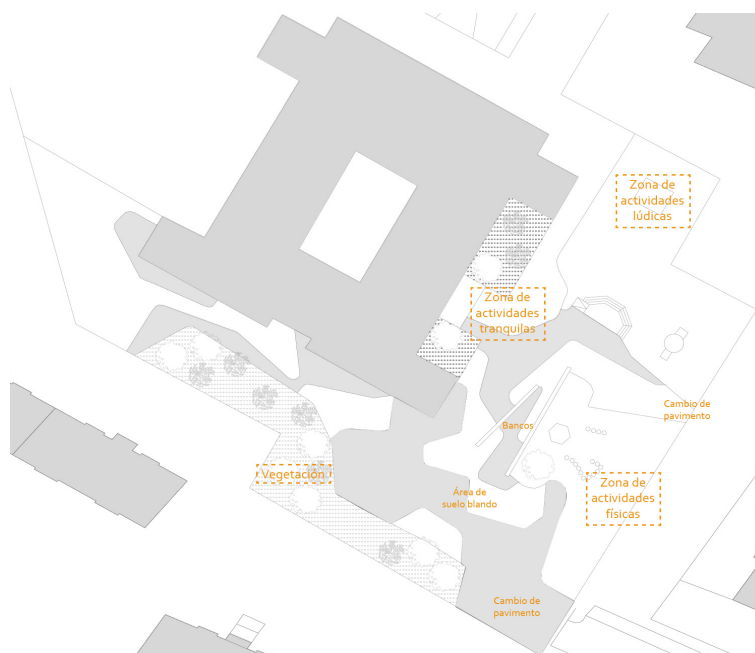 Zona de
actividades
lúdicas
Zona de
actividades
tranquilas
Cambio de
pavimento
Bancos
Vegetación
Área de
suelo blando
Zona de
actividades
físicas
Cambio de
pavimento